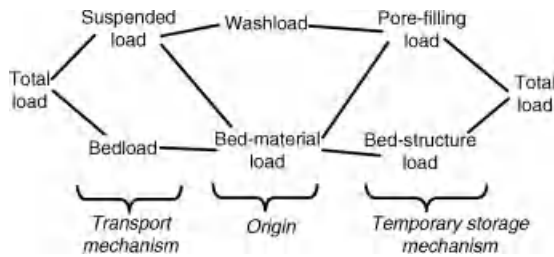 Suspended
load
Washload
Pore-filling
load
Total
load
Total
load
Bedload
Bed-material
load
Bed-structure
load
Transport
mechanism
Origin
Temporary storage
mechanism